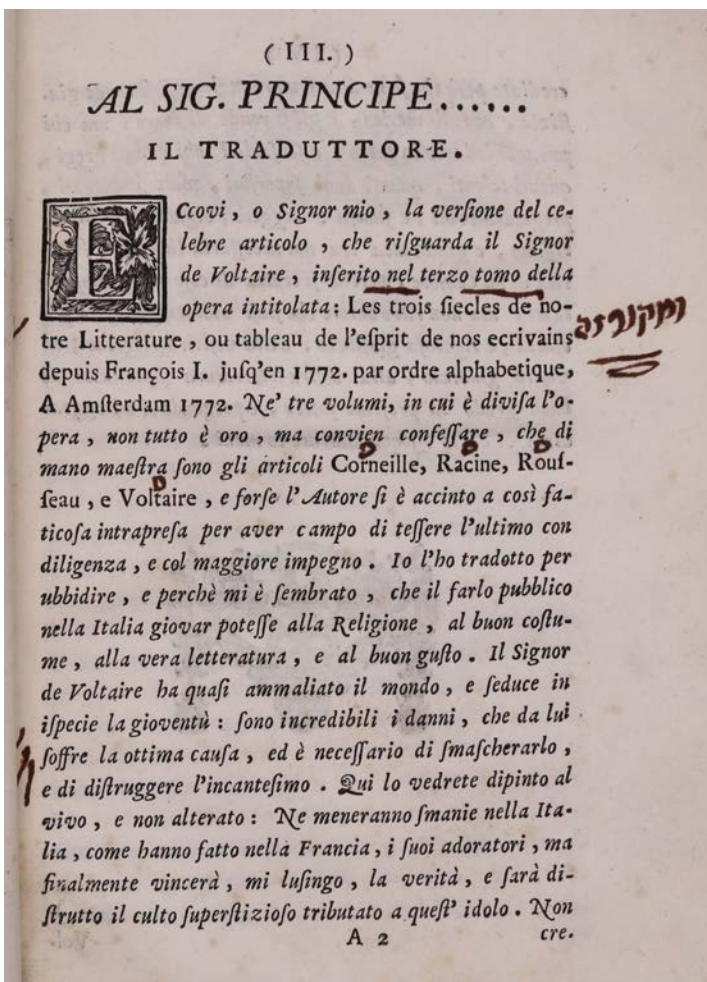 ( III. )
AL SIG. PRINCIPE......
IL TRADUTTORE.
ECcovi, o Signor mio, la verſione del ce-
lebre articolo, che riſguarda il Signor
de Voltaire, inſerito nel terzo tomo della
opera intitolata: Les trois ſiecles de no-
tre Litterature, ou tableau de l'eſprit de nos ecrivains
depuis François I. juſq'en 1772. par ordre alphabetique,
A Amſterdam 1772. Ne' tre volumi, in cui è diviſa l'o-
pera, non tutto è oro, ma convien confeſſare, che di
mano maeſtra ſono gli articoli Corneille, Racine, Rouſ-
ſeau, e Voltaire, e forſe l'Autore ſi è accinto a così fa-
ticoſa intrapreſa per aver campo di teſſere l'ultimo con
diligenza, e col maggiore impegno. Io l'ho tradotto per
ubbidire, e perchè mi è ſembrato, che il farlo pubblico
nella Italia giovar poteſſe alla Religione, al buon coſtu-
me, alla vera letteratura, e al buon guſto. Il Signor
de Voltaire ha quaſi ammaliato il mondo, e ſeduce in
iſpecie la gioventù: ſono incredibili i danni, che da lui
ſoffre la ottima cauſa, ed è neceſſario di ſmaſcherarlo,
e di diſtruggere l'incanteſimo. Qui lo vedrete dipinto al
vivo, e non alterato: Ne meneranno ſmanie nella Ita-
lia, come hanno fatto nella Francia, i ſuoi adoratori, ma
finalmente vincerà, mi luſingo, la verità, e ſarà di-
ſtrutto il culto ſuperſtizioſo tributato a queſt' idolo. Non
A 2 cre-